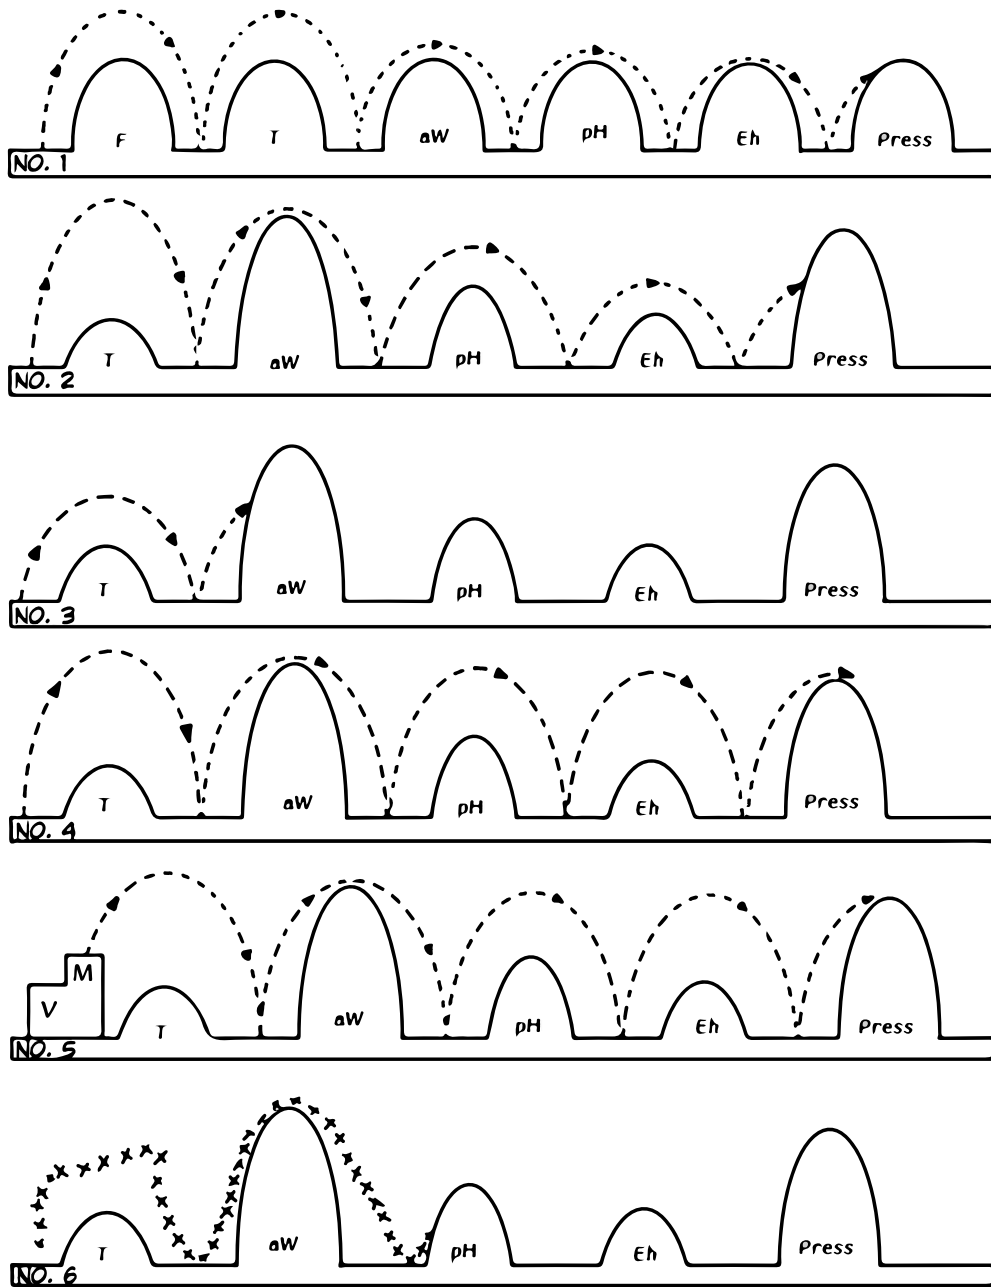 F T aW pH Eh Press
NO. 1
T aW pH Eh Press
NO. 2
T aW pH Eh Press
NO. 3
T aW pH Eh Press
NO. 4
M
V
T aW pH Eh Press
NO. 5
T aW pH Eh Press
NO. 6